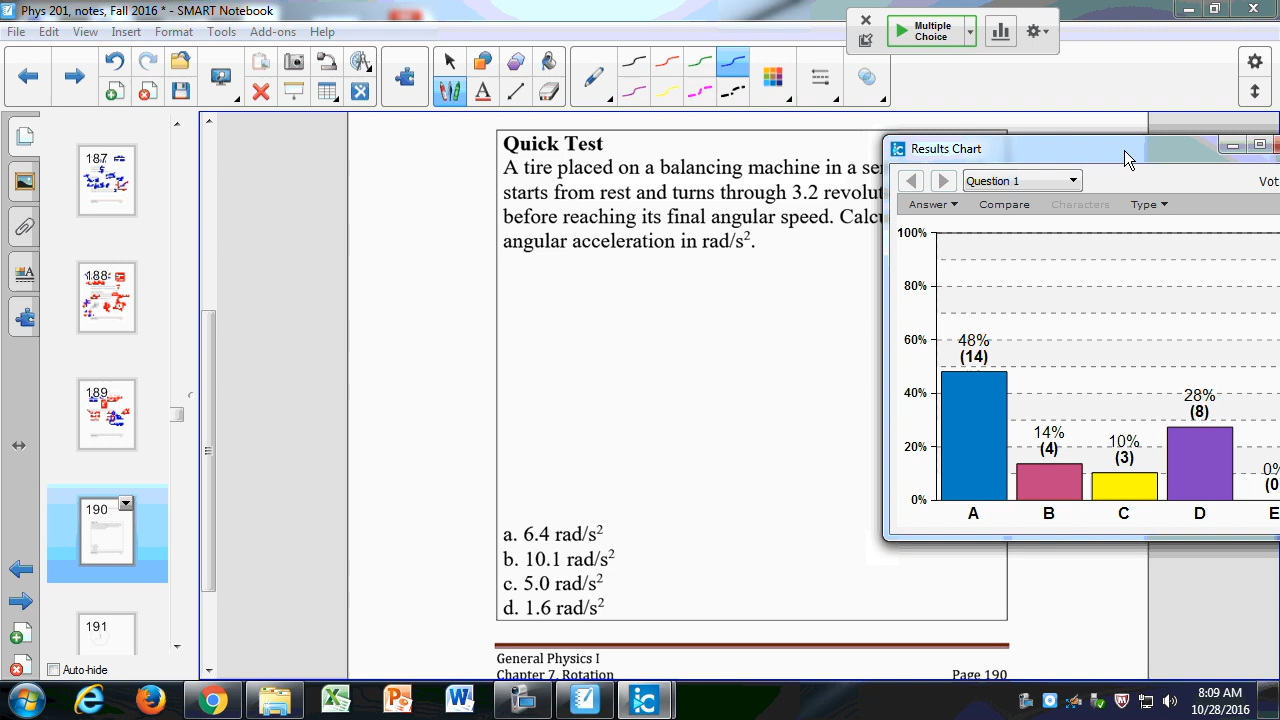 Phys 201, notes, Fall 2016 * - SMART Notebook
File Edit View Insert Format Tools Add-ons Help
Multiple
Choice
187
188
189
190
191
Auto-hide
Quick Test
A tire placed on a balancing machine in a se
starts from rest and turns through 3.2 revolut
before reaching its final angular speed. Calcu
angular acceleration in rad/s².
a. 6.4 rad/s²
b. 10.1 rad/s²
c. 5.0 rad/s²
d. 1.6 rad/s²
General Physics I
Chapter 7, Rotation Page 190
Results Chart
Question 1 Vot
Answer Compare Characters Type
100%
80%
60%
40%
20%
0%
48%
(14)
14%
(4)
10%
(3)
28%
(8)
0%
(0
A B C D E
8:09 AM
10/28/2016